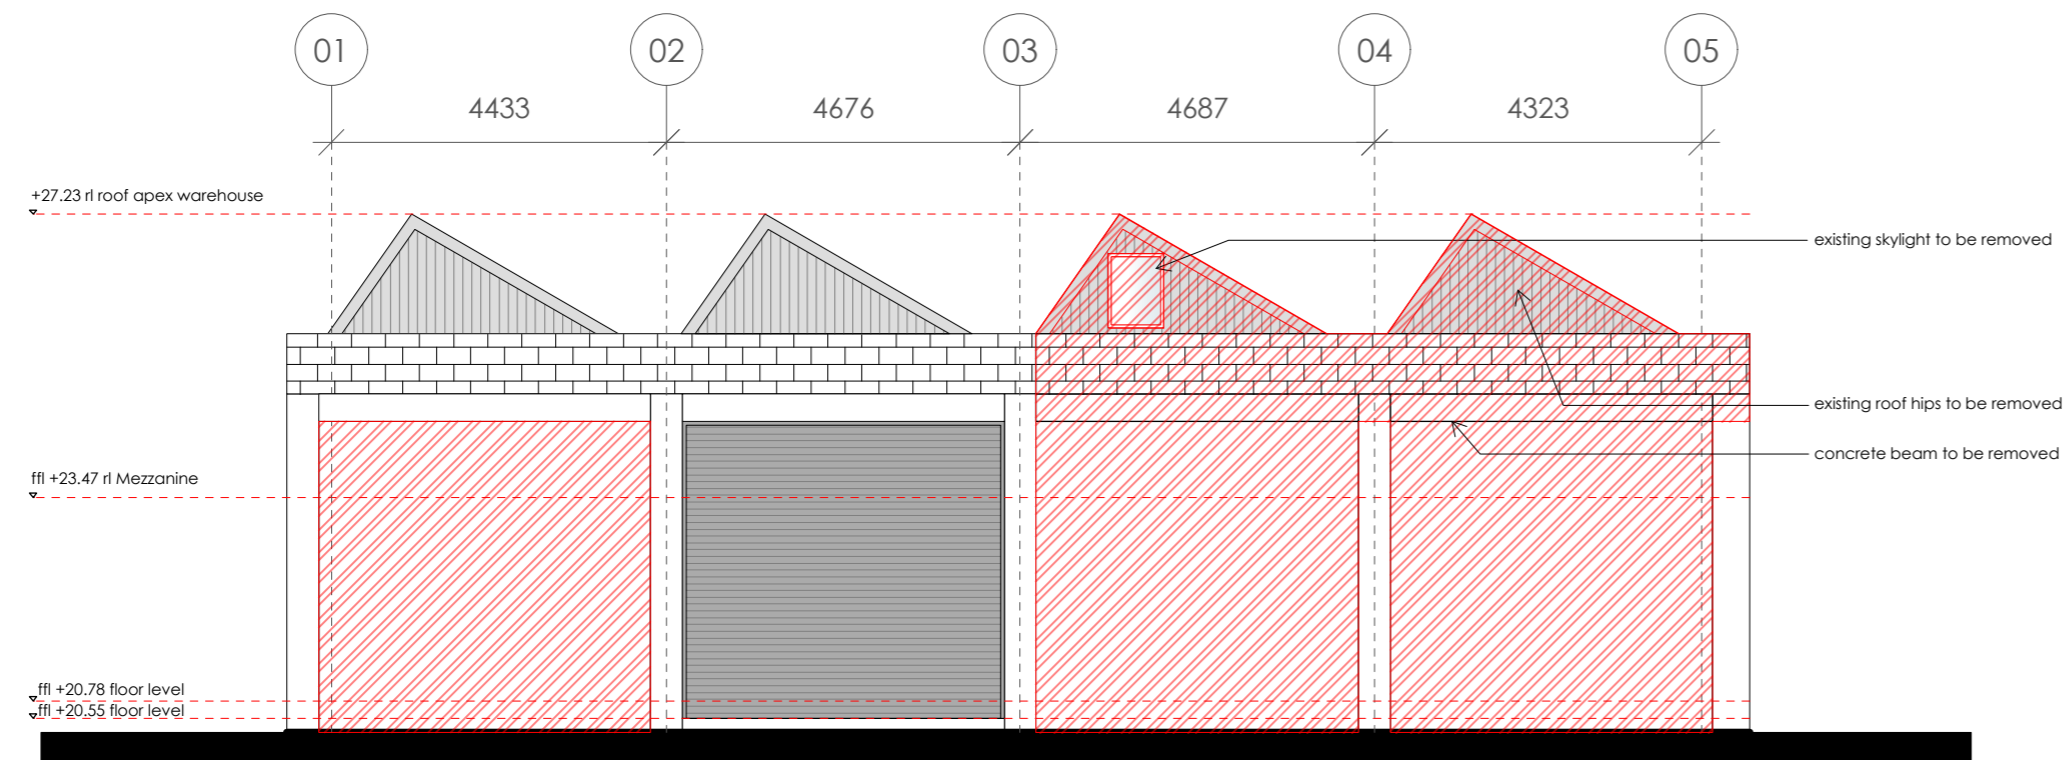 01 02 03 04 05
4433 4676 4687 4323
+27.23 rl roof apex warehouse
existing skylight to be removed
existing roof hips to be removed
concrete beam to be removed
ffl +23.47 rl Mezzanine
ffl +20.78 floor level
ffl +20.55 floor level